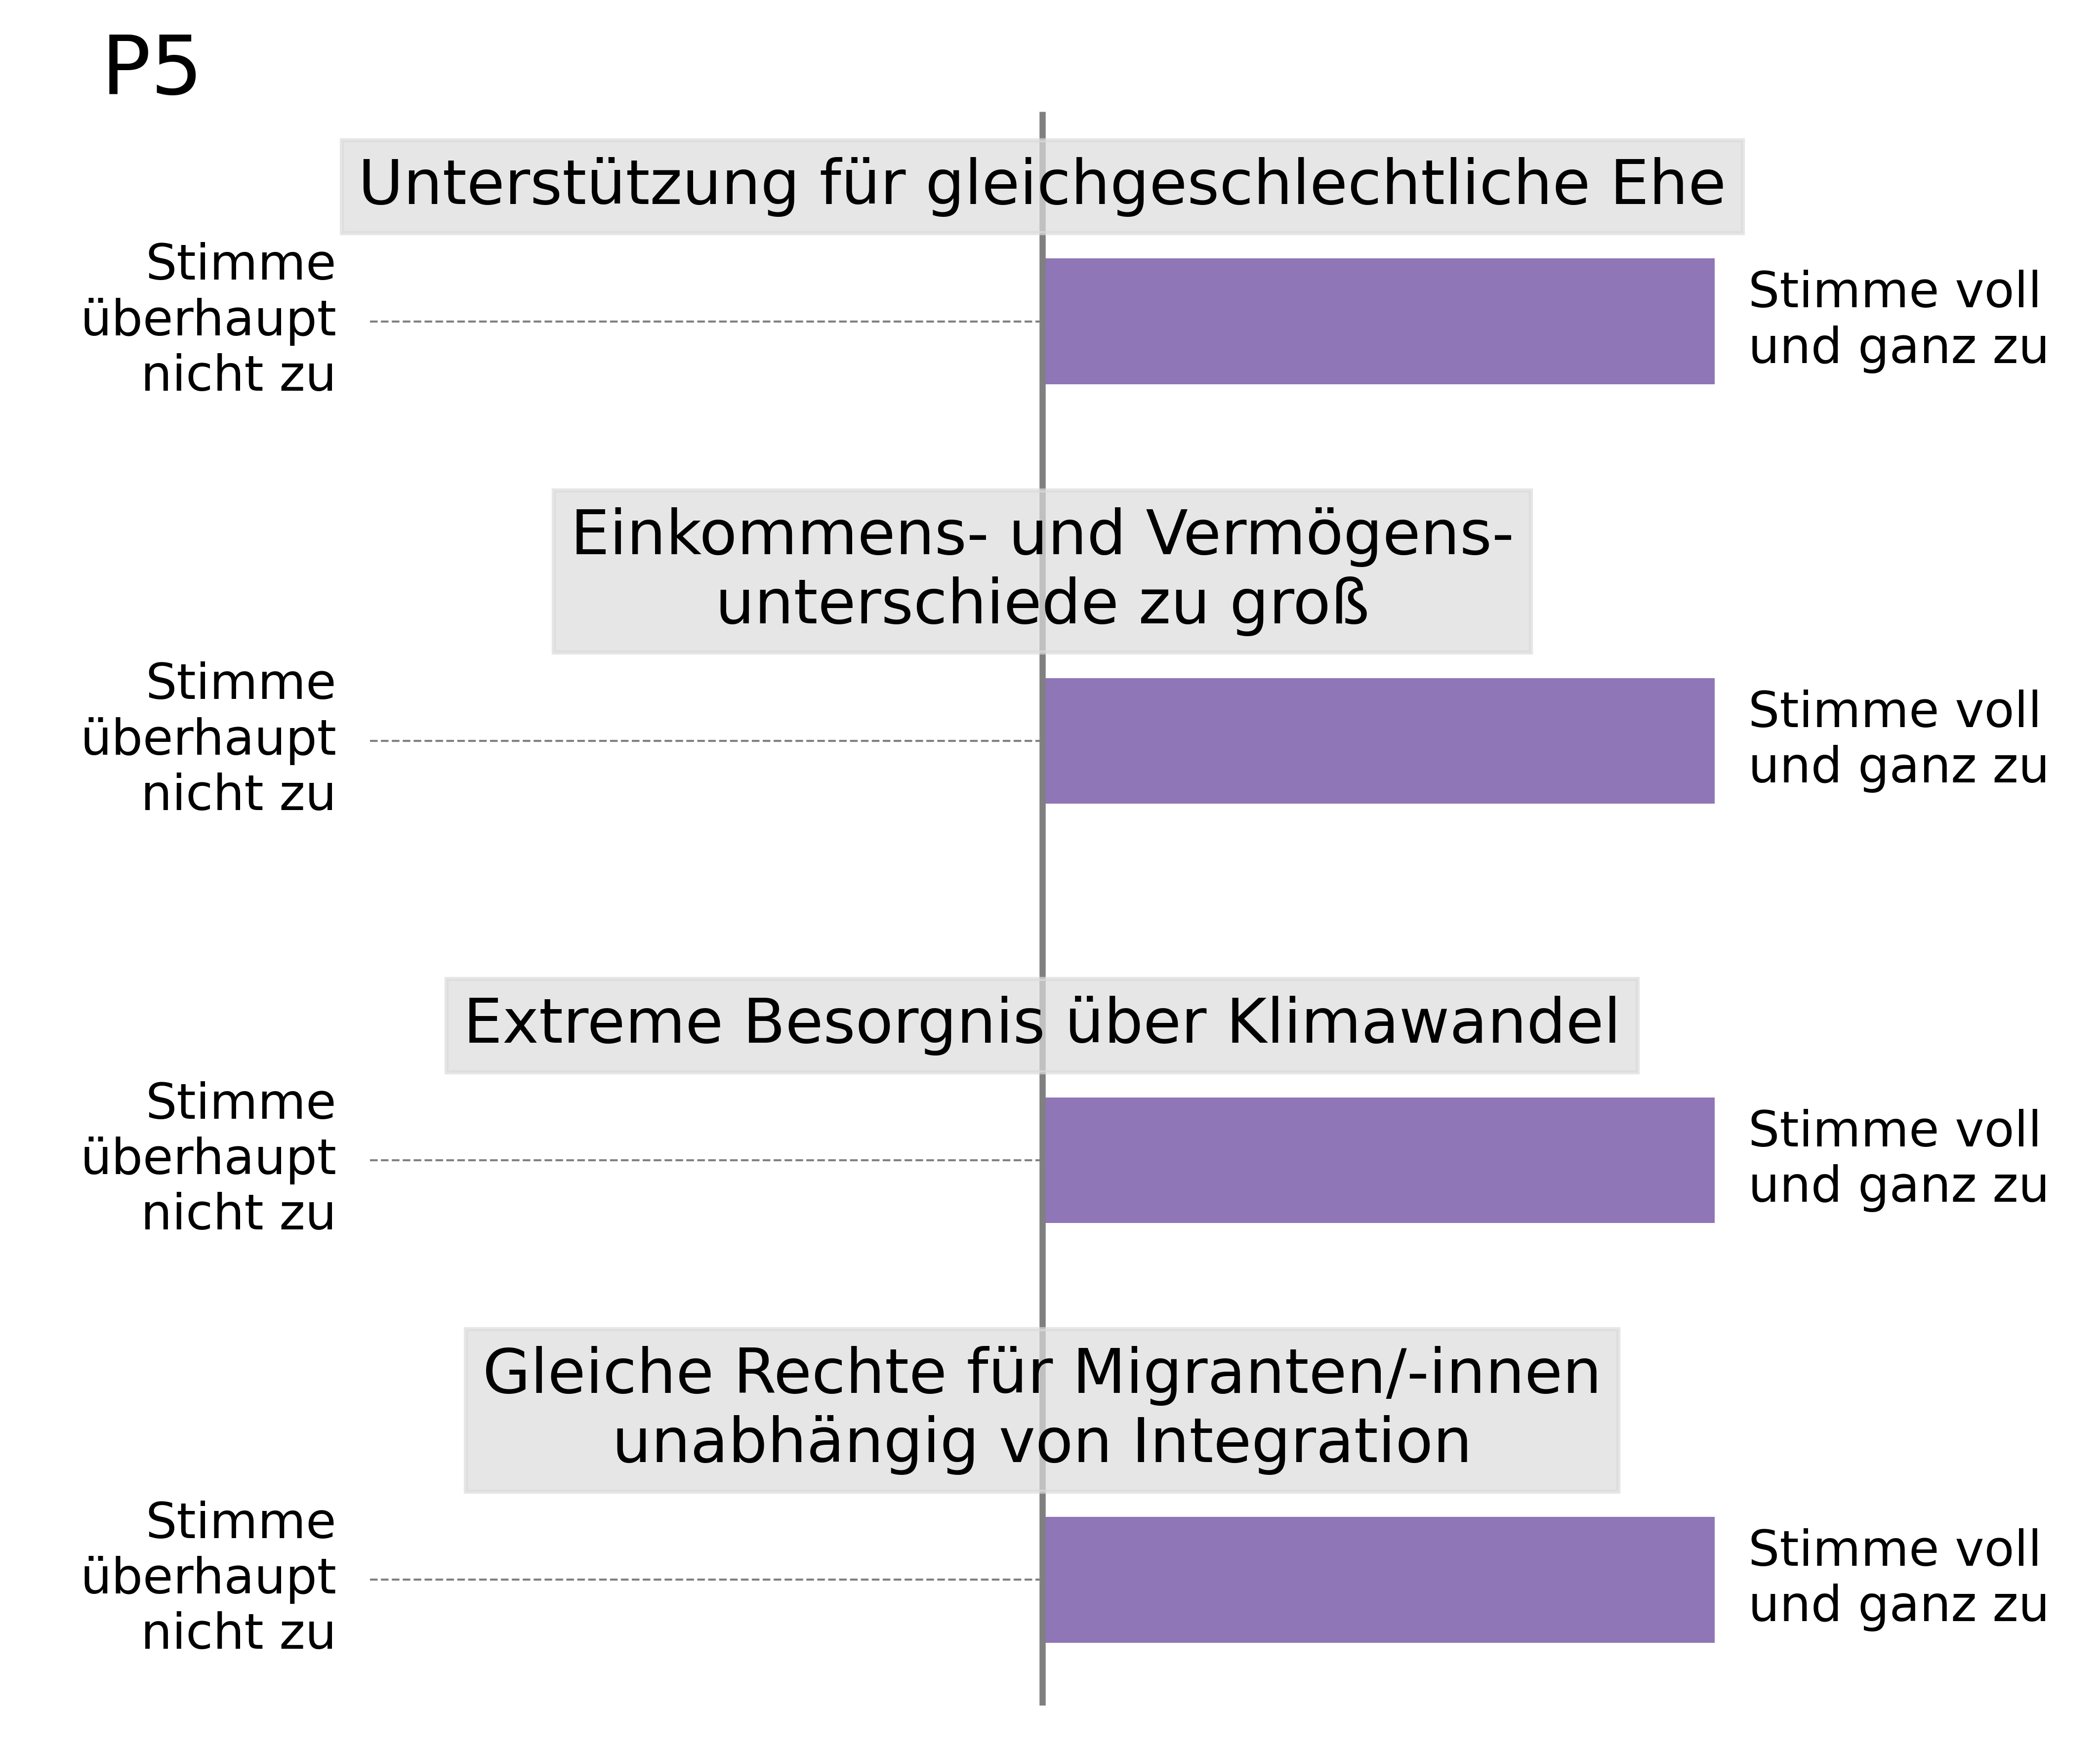 P5
Unterstützung für gleichgeschlechtliche Ehe
Stimme
überhaupt
nicht zu
Stimme voll
und ganz zu
Einkommens- und Vermögens-
unterschiede zu groß
Stimme
überhaupt
nicht zu
Stimme voll
und ganz zu
Extreme Besorgnis über Klimawandel
Stimme
überhaupt
nicht zu
Stimme voll
und ganz zu
Gleiche Rechte für Migranten/-innen
unabhängig von Integration
Stimme
überhaupt
nicht zu
Stimme voll
und ganz zu